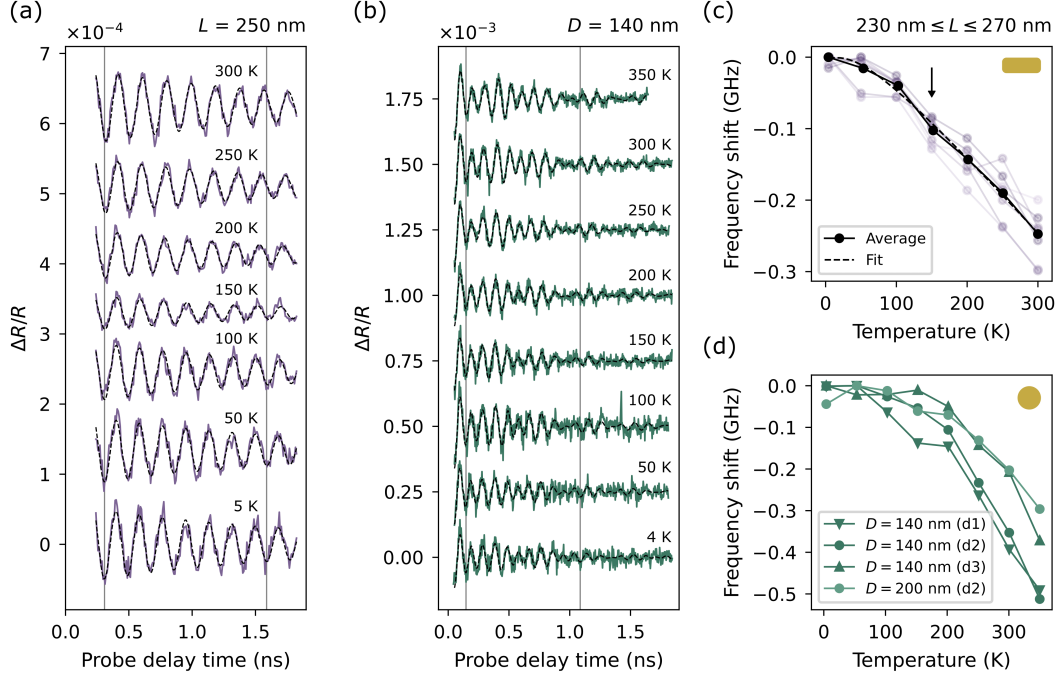 (a)
×10⁻⁴
L = 250 nm
7
6
5
4
3
2
1
0
ΔR/R
300 K
250 K
200 K
150 K
100 K
50 K
5 K
0.0
0.5
1.0
1.5
Probe delay time (ns)
(b)
×10⁻³
D = 140 nm
1.75
1.50
1.25
1.00
0.75
0.50
0.25
0.00
ΔR/R
350 K
300 K
250 K
200 K
150 K
100 K
50 K
4 K
0.0
0.5
1.0
1.5
Probe delay time (ns)
(c)
230 nm ≤ L ≤ 270 nm
0.0
−0.1
−0.2
−0.3
Frequency shift (GHz)
Average
Fit
0
100
200
300
Temperature (K)
(d)
0.0
−0.1
−0.2
−0.3
−0.4
−0.5
Frequency shift (GHz)
D = 140 nm (d1)
D = 140 nm (d2)
D = 140 nm (d3)
D = 200 nm (d2)
0
100
200
300
Temperature (K)